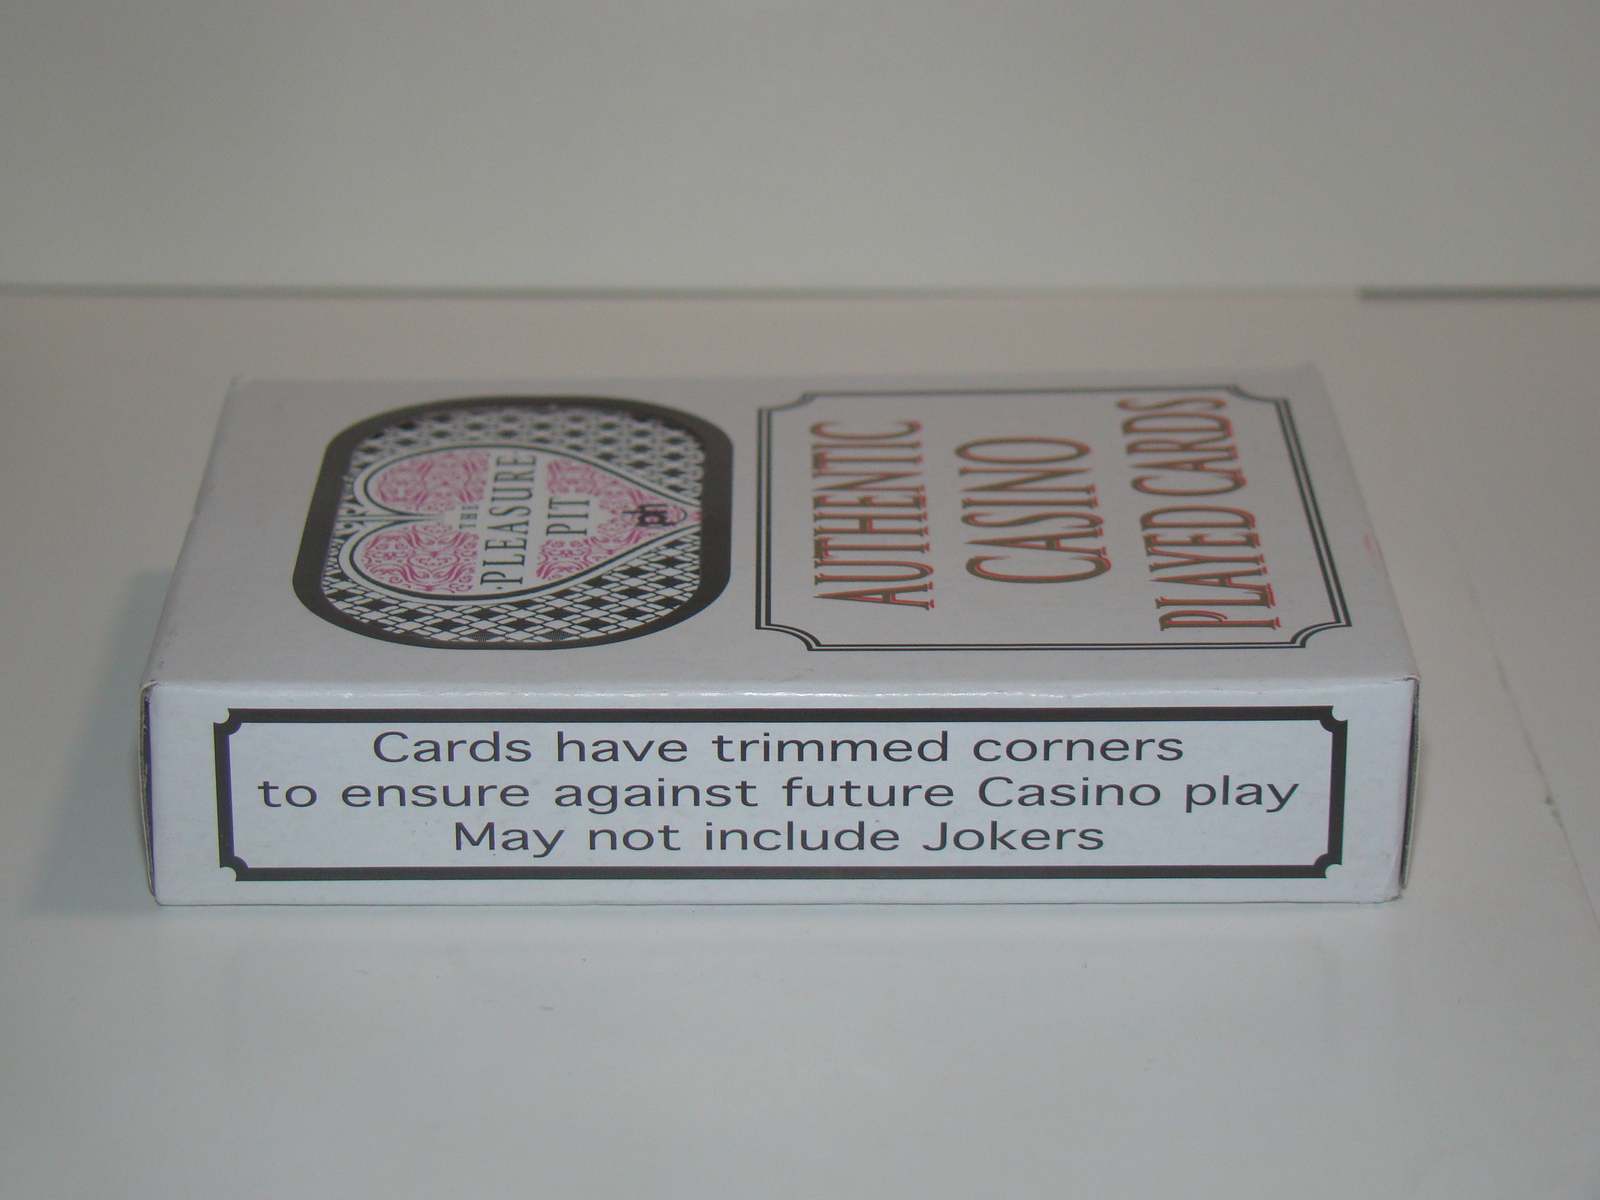 THE
PLEASURE
PIT
ph
AUTHENTIC
CASINO
PLAYED CARDS
Cards have trimmed corners
to ensure against future Casino play
May not include Jokers